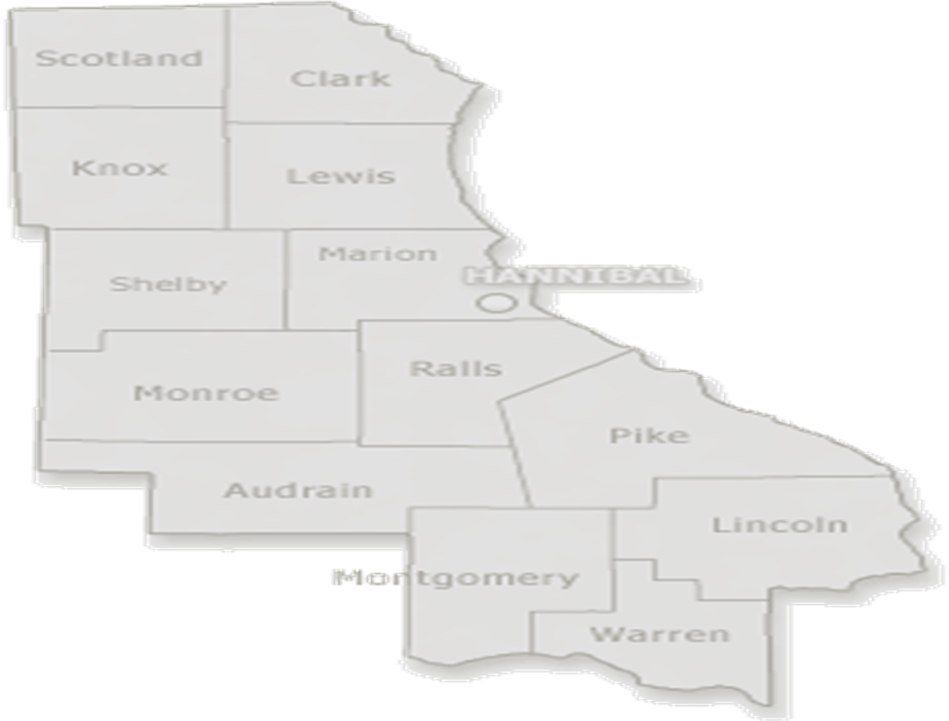 Scotland
Clark
Knox
Lewis
Marion
HANNIBAL
Shelby
Ralls
Monroe
Pike
Audrain
Lincoln
Montgomery
Warren